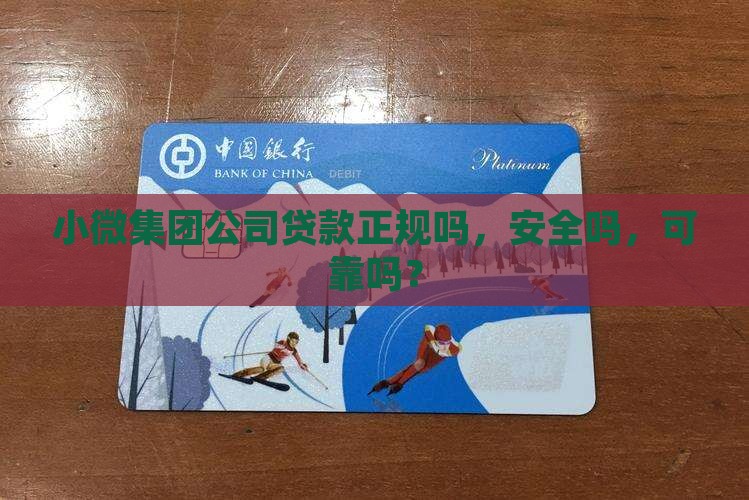 中国银行
BANK OF CHINA DEBIT
Platinum
小微集团公司贷款正规吗，安全吗，可
靠吗？